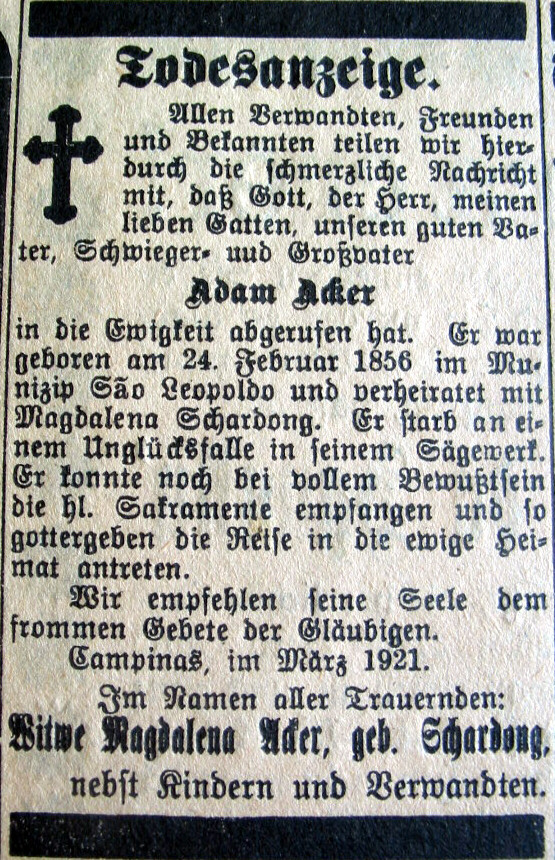 Todesanzeige.
Allen Verwandten, Freunden
und Bekannten teilen wir hier-
durch die schmerzliche Nachricht
mit, daß Gott, der Herr, meinen
lieben Gatten, unseren guten Va-
ter, Schwieger- uud Großvater
Adam Acker
in die Ewigkeit abgerufen hat. Er war
geboren am 24. Februar 1856 im Mu-
nizip São Leopoldo und verheiratet mit
Magdalena Schardong. Er starb an ei-
nem Unglücksfalle in seinem Sägewerk.
Er konnte noch bei vollem Bewußtsein
die hl. Sakramente empfangen und so
gottergeben die Reise in die ewige Hei-
mat antreten.
Wir empfehlen seine Seele dem
frommen Gebete der Gläubigen.
Campinas, im März 1921.
Im Namen aller Trauernden:
Witwe Magdalena Acker, geb. Schardong,
nebst Kindern und Verwandten.